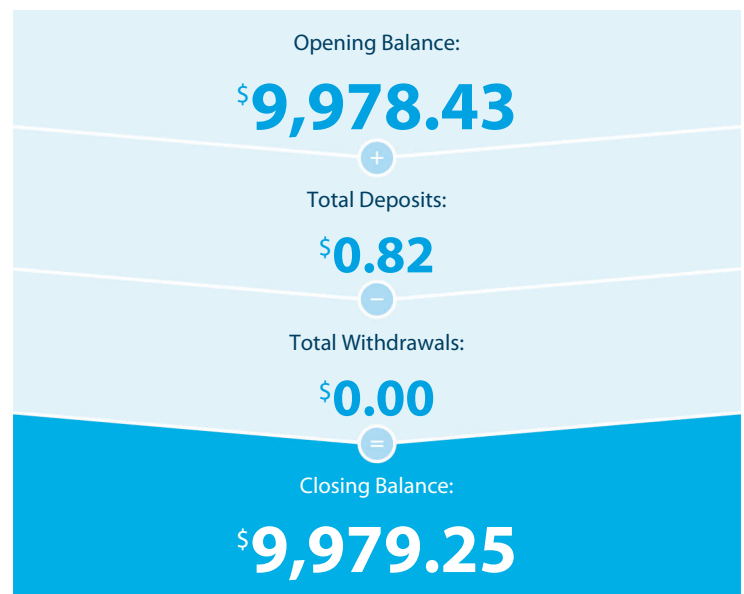 Opening Balance:
$9,978.43
+
Total Deposits:
$0.82
−
Total Withdrawals:
$0.00
=
Closing Balance:
$9,979.25